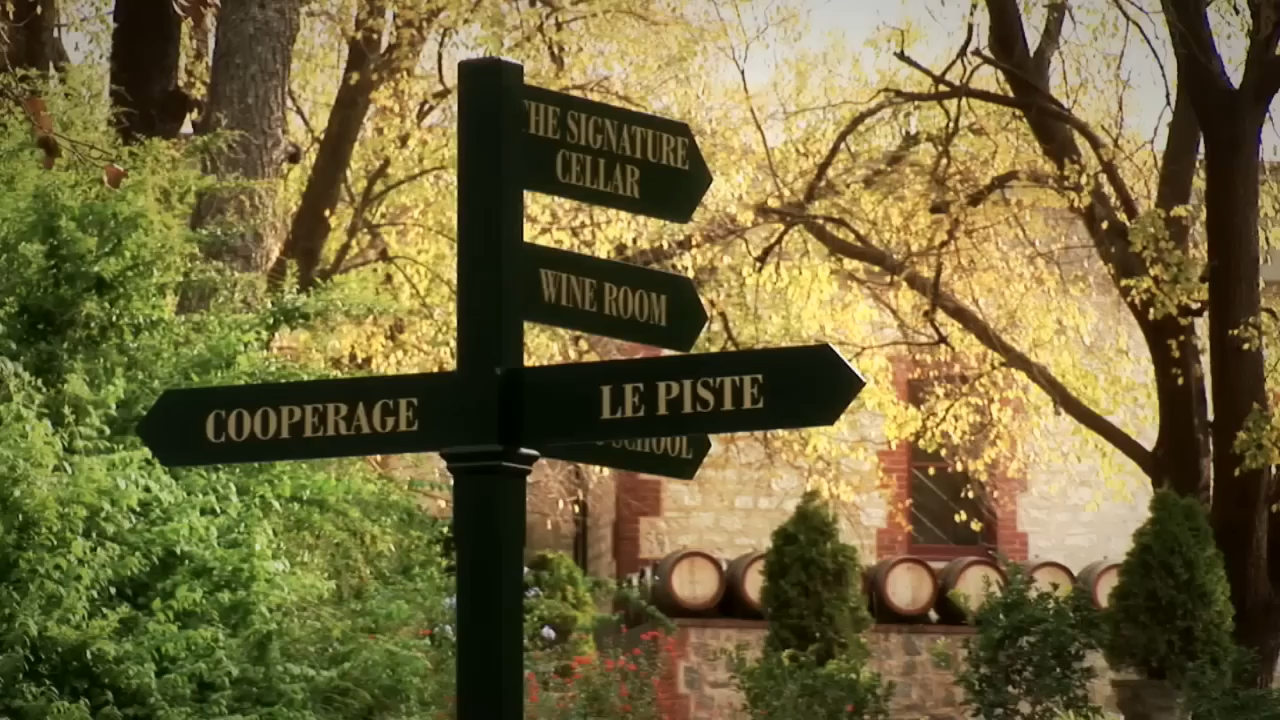 THE SIGNATURE
CELLAR
WINE ROOM
LE PISTE
COOPERAGE
SCHOOL